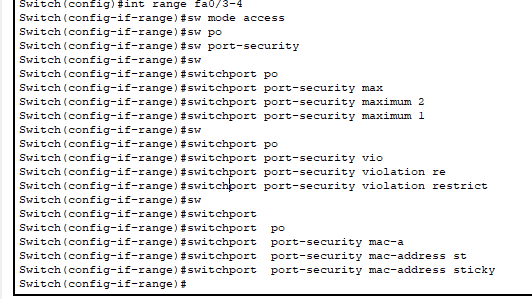 Switch(config)#int range fa0/3-4
Switch(config-if-range)#sw mode access
Switch(config-if-range)#sw po
Switch(config-if-range)#sw port-security
Switch(config-if-range)#sw
Switch(config-if-range)#switchport po
Switch(config-if-range)#switchport port-security max
Switch(config-if-range)#switchport port-security maximum 2
Switch(config-if-range)#switchport port-security maximum 1
Switch(config-if-range)#sw
Switch(config-if-range)#switchport po
Switch(config-if-range)#switchport port-security vio
Switch(config-if-range)#switchport port-security violation re
Switch(config-if-range)#switchport port-security violation restrict
Switch(config-if-range)#sw
Switch(config-if-range)#switchport
Switch(config-if-range)#switchport  po
Switch(config-if-range)#switchport  port-security mac-a
Switch(config-if-range)#switchport  port-security mac-address st
Switch(config-if-range)#switchport  port-security mac-address sticky
Switch(config-if-range)#